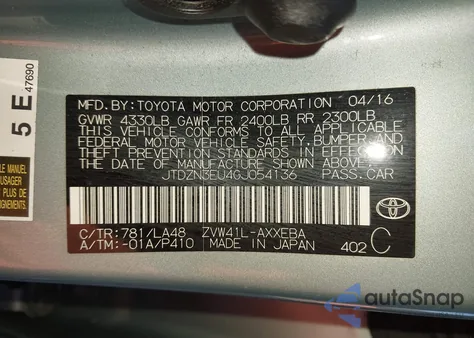 MFD. BY: TOYOTA MOTOR CORPORATION 04/16
GVWR 4330LB GAWR FR 2400LB RR 2300LB
THIS VEHICLE CONFORMS TO ALL APPLICABLE
FEDERAL MOTOR VEHICLE SAFETY, BUMPER AND
THEFT PREVENTION STANDARDS IN EFFECT ON
THE DATE OF MANUFACTURE SHOWN ABOVE.
JTDZN3EU4GJ054136 PASS.CAR
C/TR: 781/LA48 ZVW41L-AXXEBA
A/TM: -01A/P410 MADE IN JAPAN 402 C
TOYOTA
5 E
47690
USAGER
autoSnap